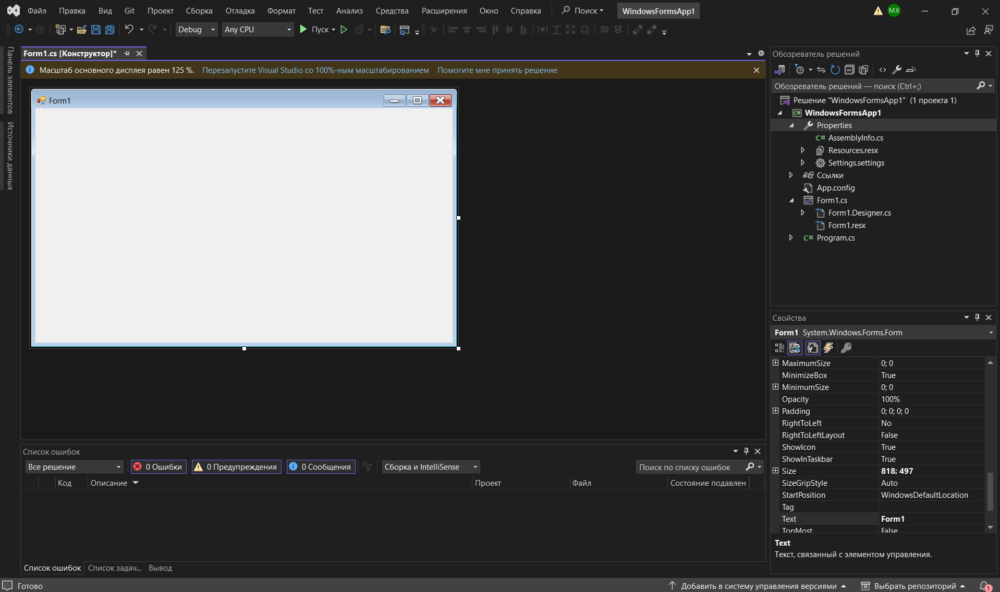 Файл Правка Вид Git Проект Сборка Отладка Формат Тест Анализ Средства Расширения Окно Справка Поиск WindowsFormsApp1 MX
Debug Any CPU Пуск
Панель элементов
Источники данных
Form1.cs [Конструктор]*
Масштаб основного дисплея равен 125 %. Перезапустите Visual Studio со 100%-ным масштабированием Помогите мне принять решение
Form1
Обозреватель решений
Обозреватель решений — поиск (Ctrl+;)
Решение "WindowsFormsApp1" (1 проекта 1)
WindowsFormsApp1
Properties
C# AssemblyInfo.cs
Resources.resx
Settings.settings
Ссылки
App.config
Form1.cs
Form1.Designer.cs
Form1.resx
C# Program.cs
Свойства
Form1 System.Windows.Forms.Form
MaximumSize 0; 0
MinimizeBox True
MinimumSize 0; 0
Opacity 100%
Padding 0; 0; 0; 0
RightToLeft No
RightToLeftLayout False
ShowIcon True
ShowInTaskbar True
Size 818; 497
SizeGripStyle Auto
StartPosition WindowsDefaultLocation
Tag
Text Form1
TopMost False
Text
Текст, связанный с элементом управления.
Список ошибок
Все решение 0 Ошибки 0 Предупреждения 0 Сообщения Сборка и IntelliSense Поиск по списку ошибок
Код Описание Проект Файл Состояние подавлен
Список ошибок Список задач... Вывод
Готово Добавить в систему управления версиями Выбрать репозиторий 1